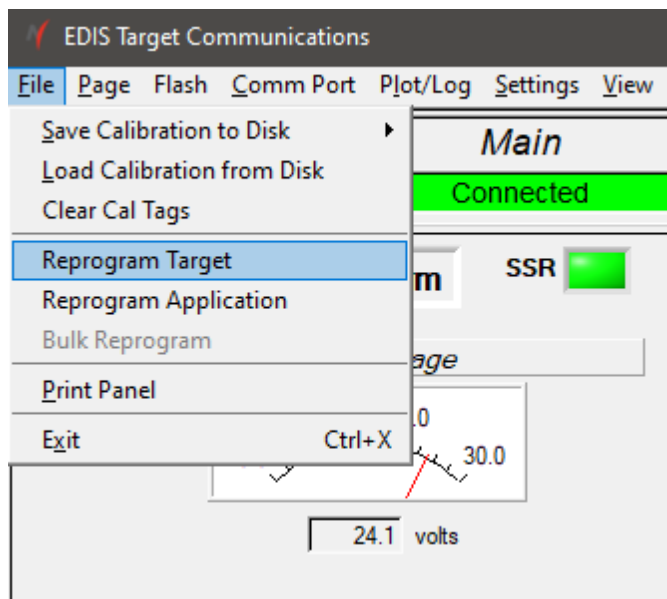 EDIS Target Communications
File Page Flash Comm Port Plot/Log Settings View
Save Calibration to Disk
Load Calibration from Disk
Clear Cal Tags
Reprogram Target
Reprogram Application
Bulk Reprogram
Print Panel
Exit Ctrl+X
Main
Connected
SSR
30.0
24.1 volts